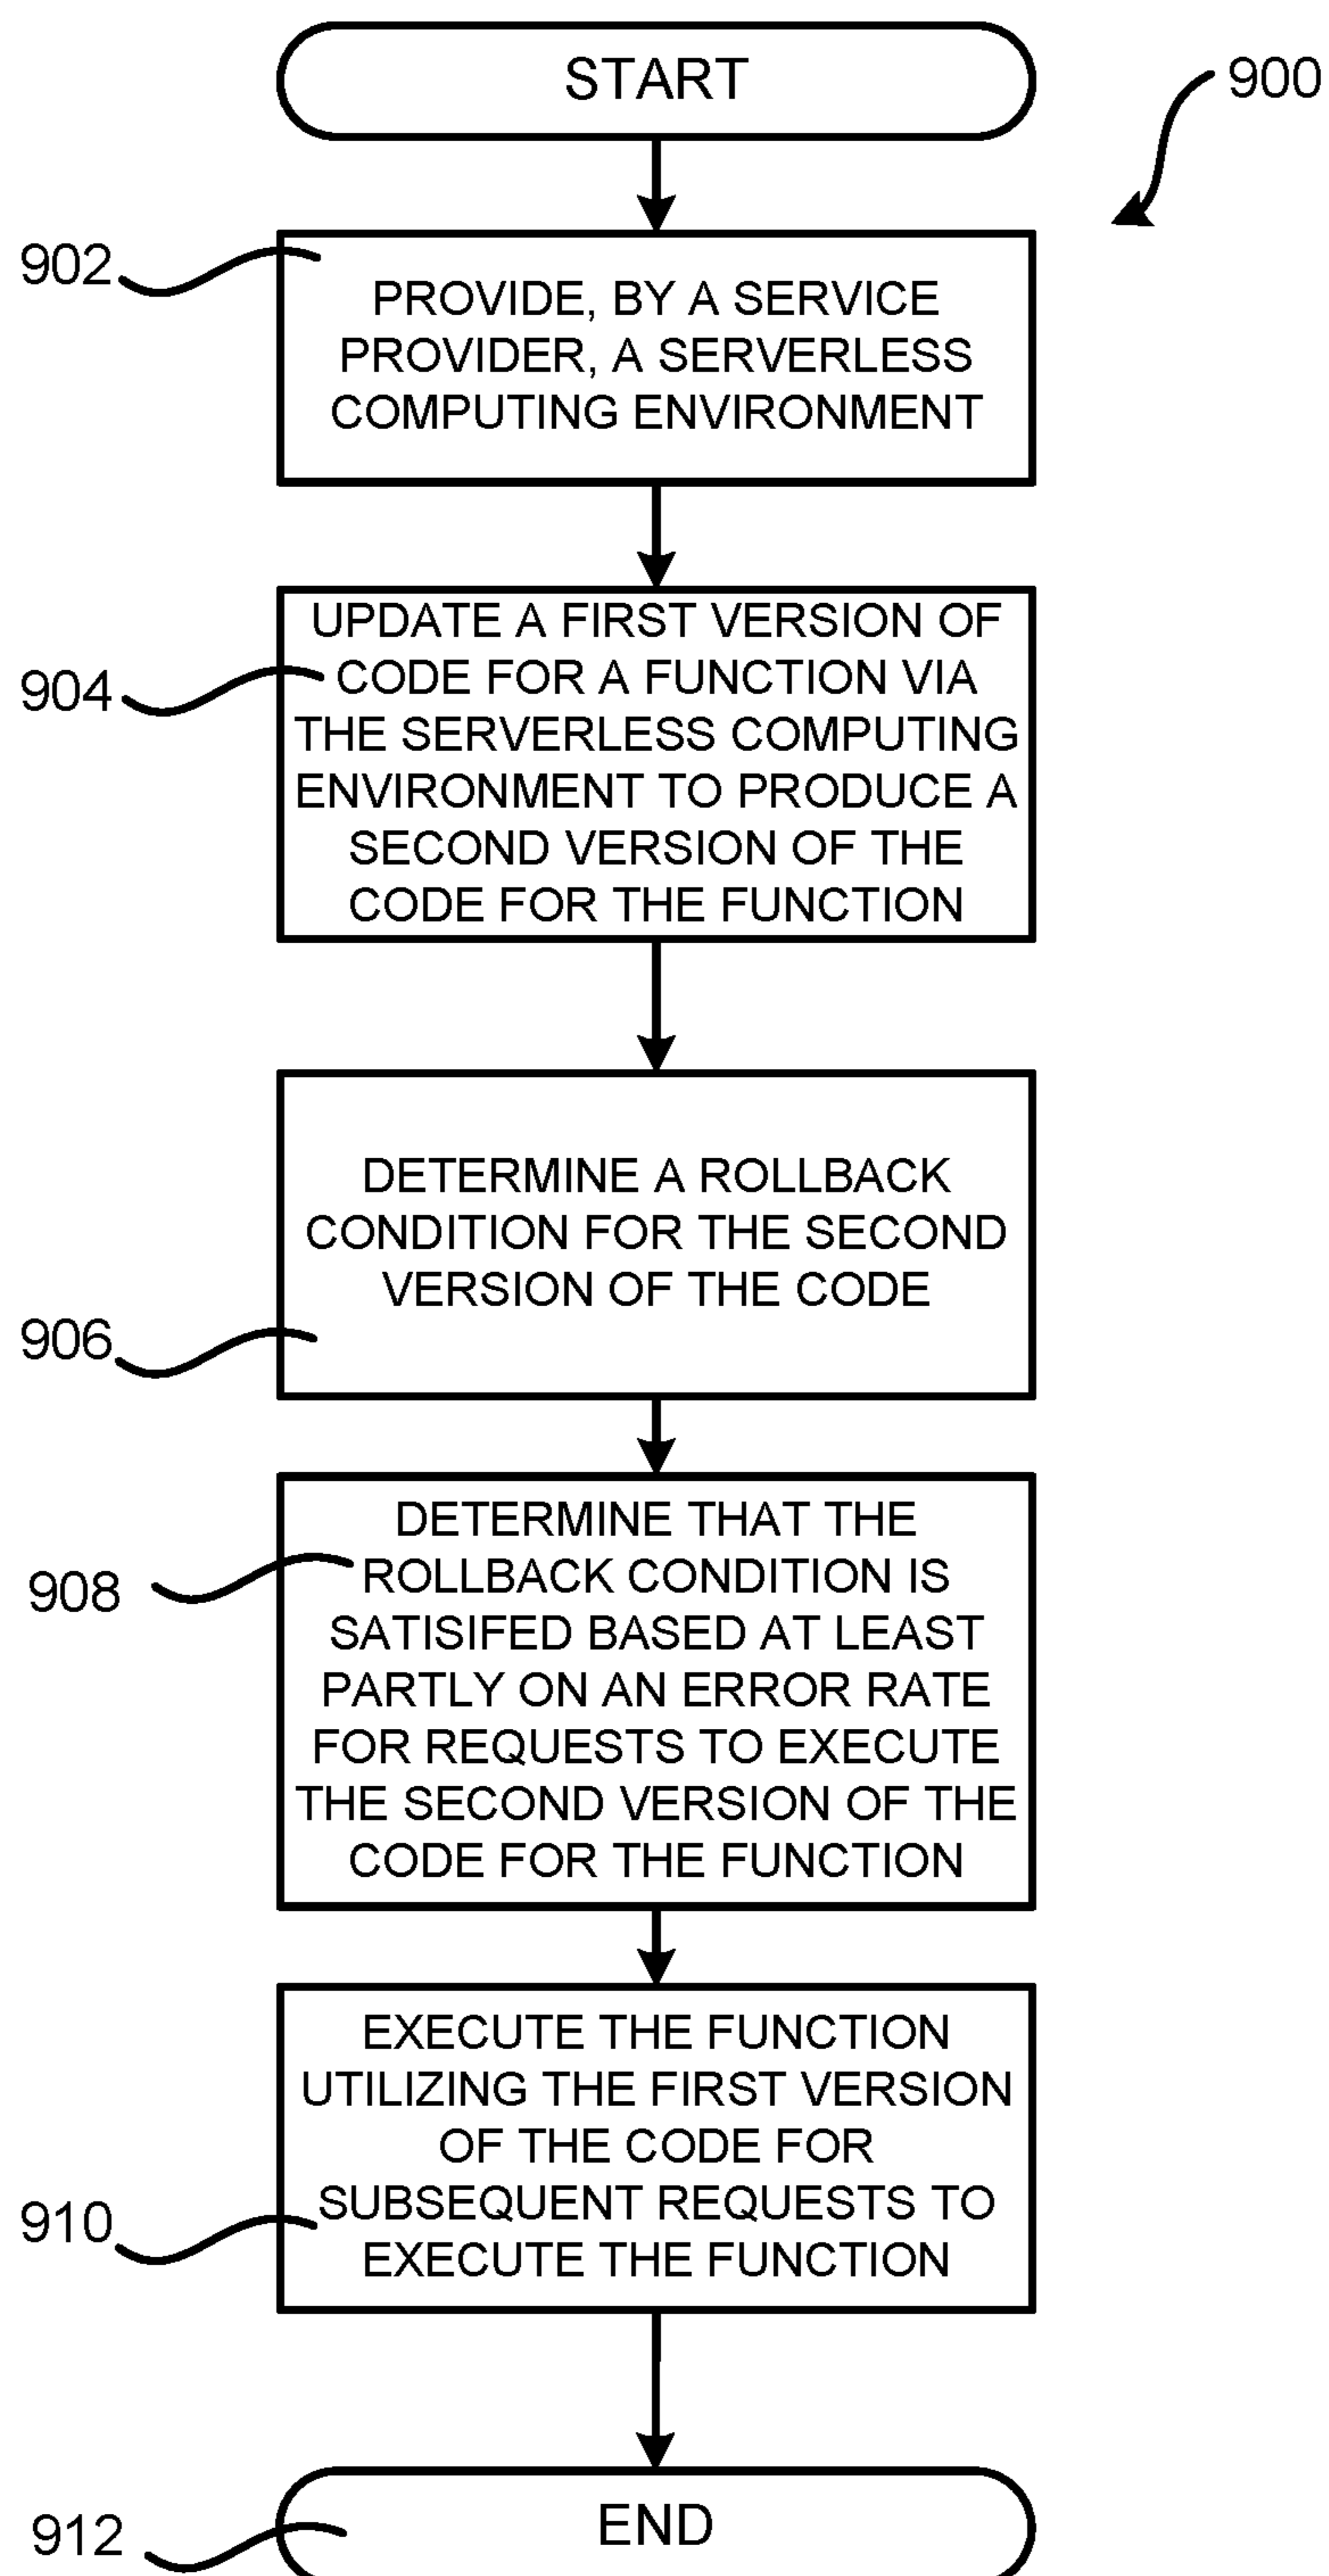 START
900
902
PROVIDE, BY A SERVICE
PROVIDER, A SERVERLESS
COMPUTING ENVIRONMENT
904
UPDATE A FIRST VERSION OF
CODE FOR A FUNCTION VIA
THE SERVERLESS COMPUTING
ENVIRONMENT TO PRODUCE A
SECOND VERSION OF THE
CODE FOR THE FUNCTION
906
DETERMINE A ROLLBACK
CONDITION FOR THE SECOND
VERSION OF THE CODE
908
DETERMINE THAT THE
ROLLBACK CONDITION IS
SATISIFED BASED AT LEAST
PARTLY ON AN ERROR RATE
FOR REQUESTS TO EXECUTE
THE SECOND VERSION OF THE
CODE FOR THE FUNCTION
910
EXECUTE THE FUNCTION
UTILIZING THE FIRST VERSION
OF THE CODE FOR
SUBSEQUENT REQUESTS TO
EXECUTE THE FUNCTION
912
END